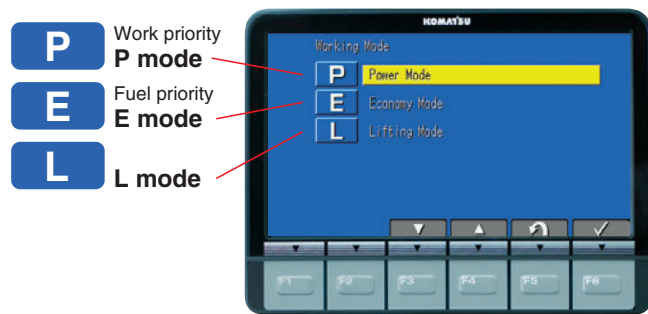 P
Work priority
P mode
E
Fuel priority
E mode
L
L mode
KOMATSU
Working Mode
P Power Mode
E Economy Mode
L Lifting Mode
F1 F2 F3 F4 F5 F6